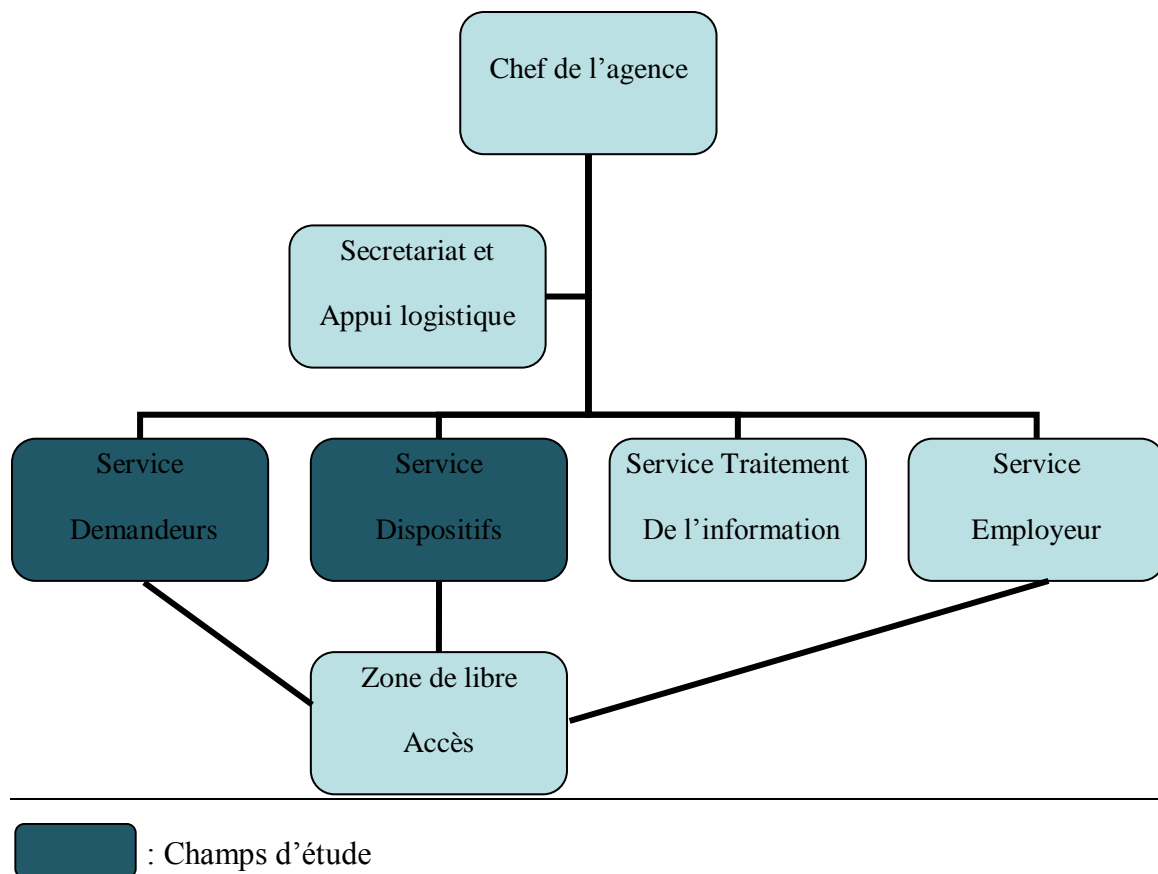 Chef de l’agence
Secretariat et
Appui logistique
Service
Demandeurs
Service
Dispositifs
Service Traitement
De l’information
Service
Employeur
Zone de libre
Accès
: Champs d’étude